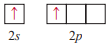 ↑ ↑
2s 2p